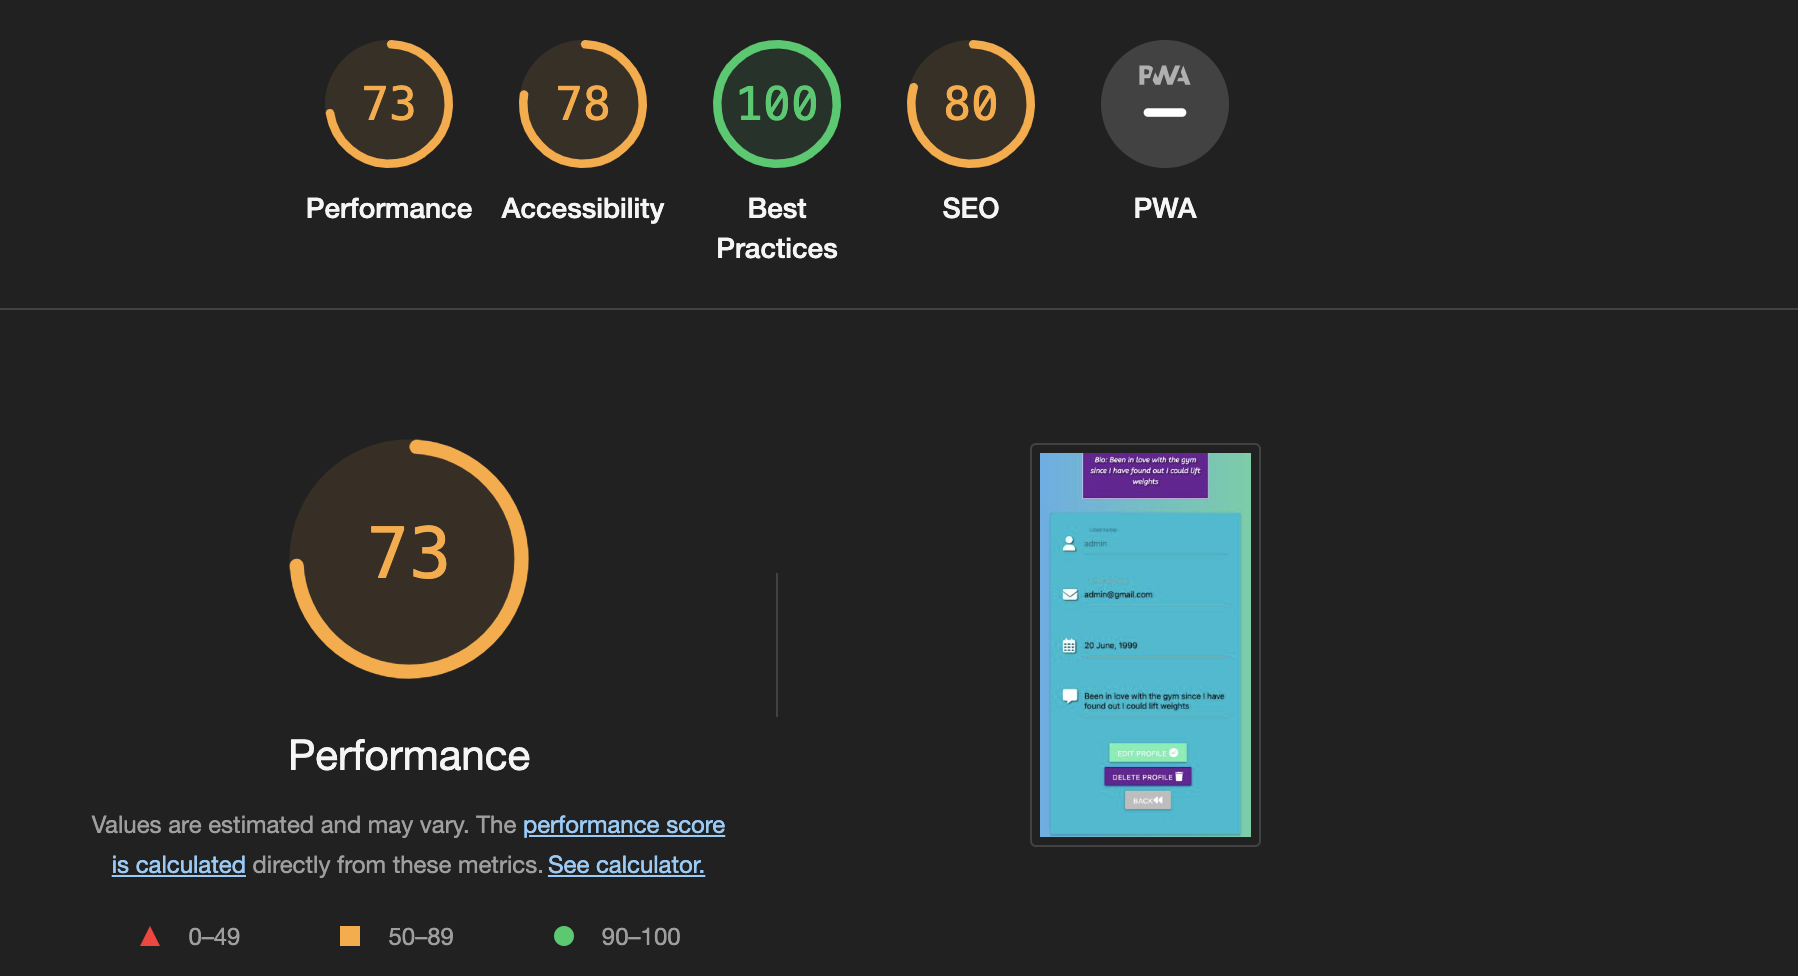 73
78
100
80
PWA
Performance
Accessibility
Best
Practices
SEO
PWA
73
Performance
Values are estimated and may vary. The performance score
is calculated directly from these metrics. See calculator.
0–49
50–89
90–100
Bio: Been in love with the gym
since I have found out I could lift
weights
admin
admin@gmail.com
20 June, 1999
Been in love with the gym since I have
found out I could lift weights
EDIT PROFILE
DELETE PROFILE
BACK